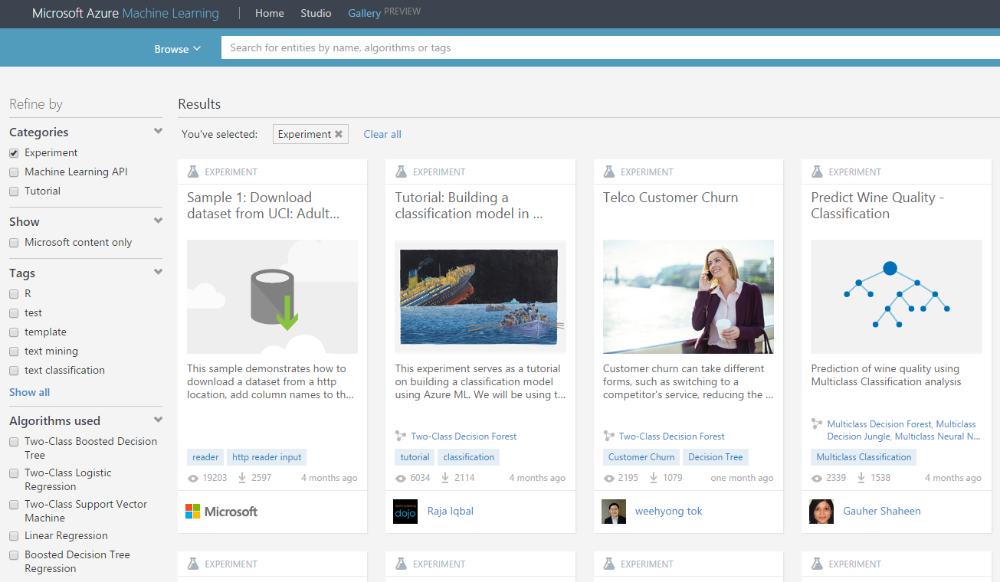 Microsoft Azure Machine Learning
Home
Studio
Gallery PREVIEW
Browse
Search for entities by name, algorithms or tags
Refine by
Categories
Experiment
Machine Learning API
Tutorial
Show
Microsoft content only
Tags
R
test
template
text mining
text classification
Show all
Algorithms used
Two-Class Boosted Decision
Tree
Two-Class Logistic
Regression
Two-Class Support Vector
Machine
Linear Regression
Boosted Decision Tree
Regression
Results
You've selected:
Experiment ✖
Clear all
EXPERIMENT
Sample 1: Download
dataset from UCI: Adult...
This sample demonstrates how to
download a dataset from a http
location, add column names to th...
reader
http reader input
19203
2597
4 months ago
Microsoft
EXPERIMENT
Tutorial: Building a
classification model in ...
This experiment serves as a tutorial
on building a classification model
using Azure ML. We will be using t...
Two-Class Decision Forest
tutorial
classification
6034
2114
4 months ago
data science
dojo
Raja Iqbal
EXPERIMENT
Telco Customer Churn
Customer churn can take different
forms, such as switching to a
competitor's service, reducing the ...
Two-Class Decision Forest
Customer Churn
Decision Tree
2195
1079
one month ago
weehyong tok
EXPERIMENT
Predict Wine Quality -
Classification
Prediction of wine quality using
Multiclass Classification analysis
Multiclass Decision Forest, Multiclass
Decision Jungle, Multiclass Neural N...
Multiclass Classification
2339
1538
4 months ago
Gauher Shaheen
EXPERIMENT
EXPERIMENT
EXPERIMENT
EXPERIMENT